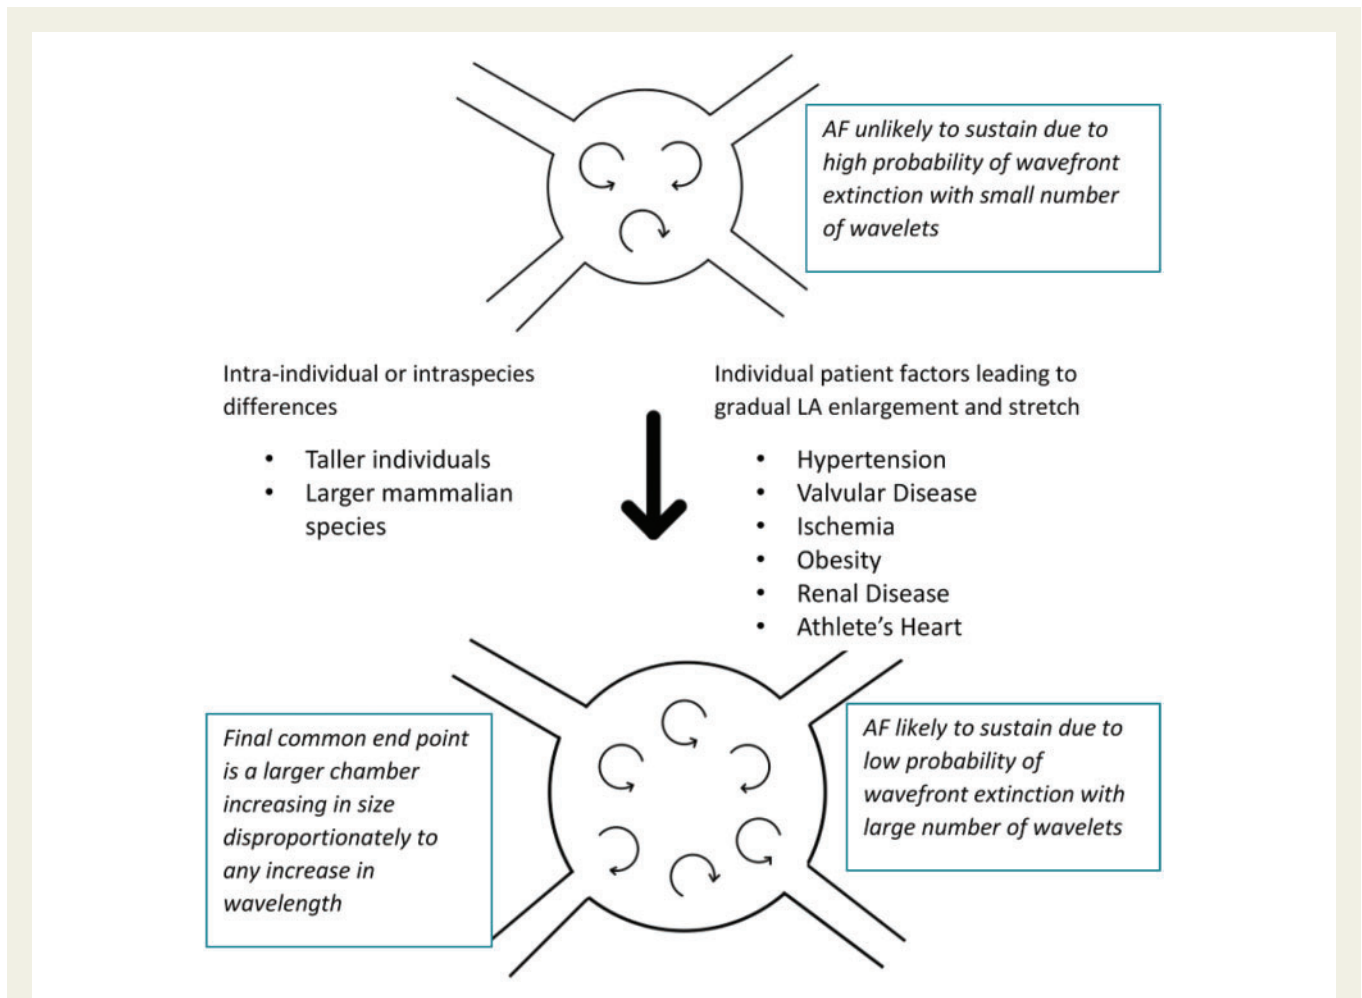 AF unlikely to sustain due to
high probability of wavefront
extinction with small number
of wavelets
Intra-individual or intraspecies
differences
• Taller individuals
• Larger mammalian
species
Individual patient factors leading to
gradual LA enlargement and stretch
• Hypertension
• Valvular Disease
• Ischemia
• Obesity
• Renal Disease
• Athlete’s Heart
Final common end point
is a larger chamber
increasing in size
disproportionately to
any increase in
wavelength
AF likely to sustain due to
low probability of
wavefront extinction with
large number of wavelets